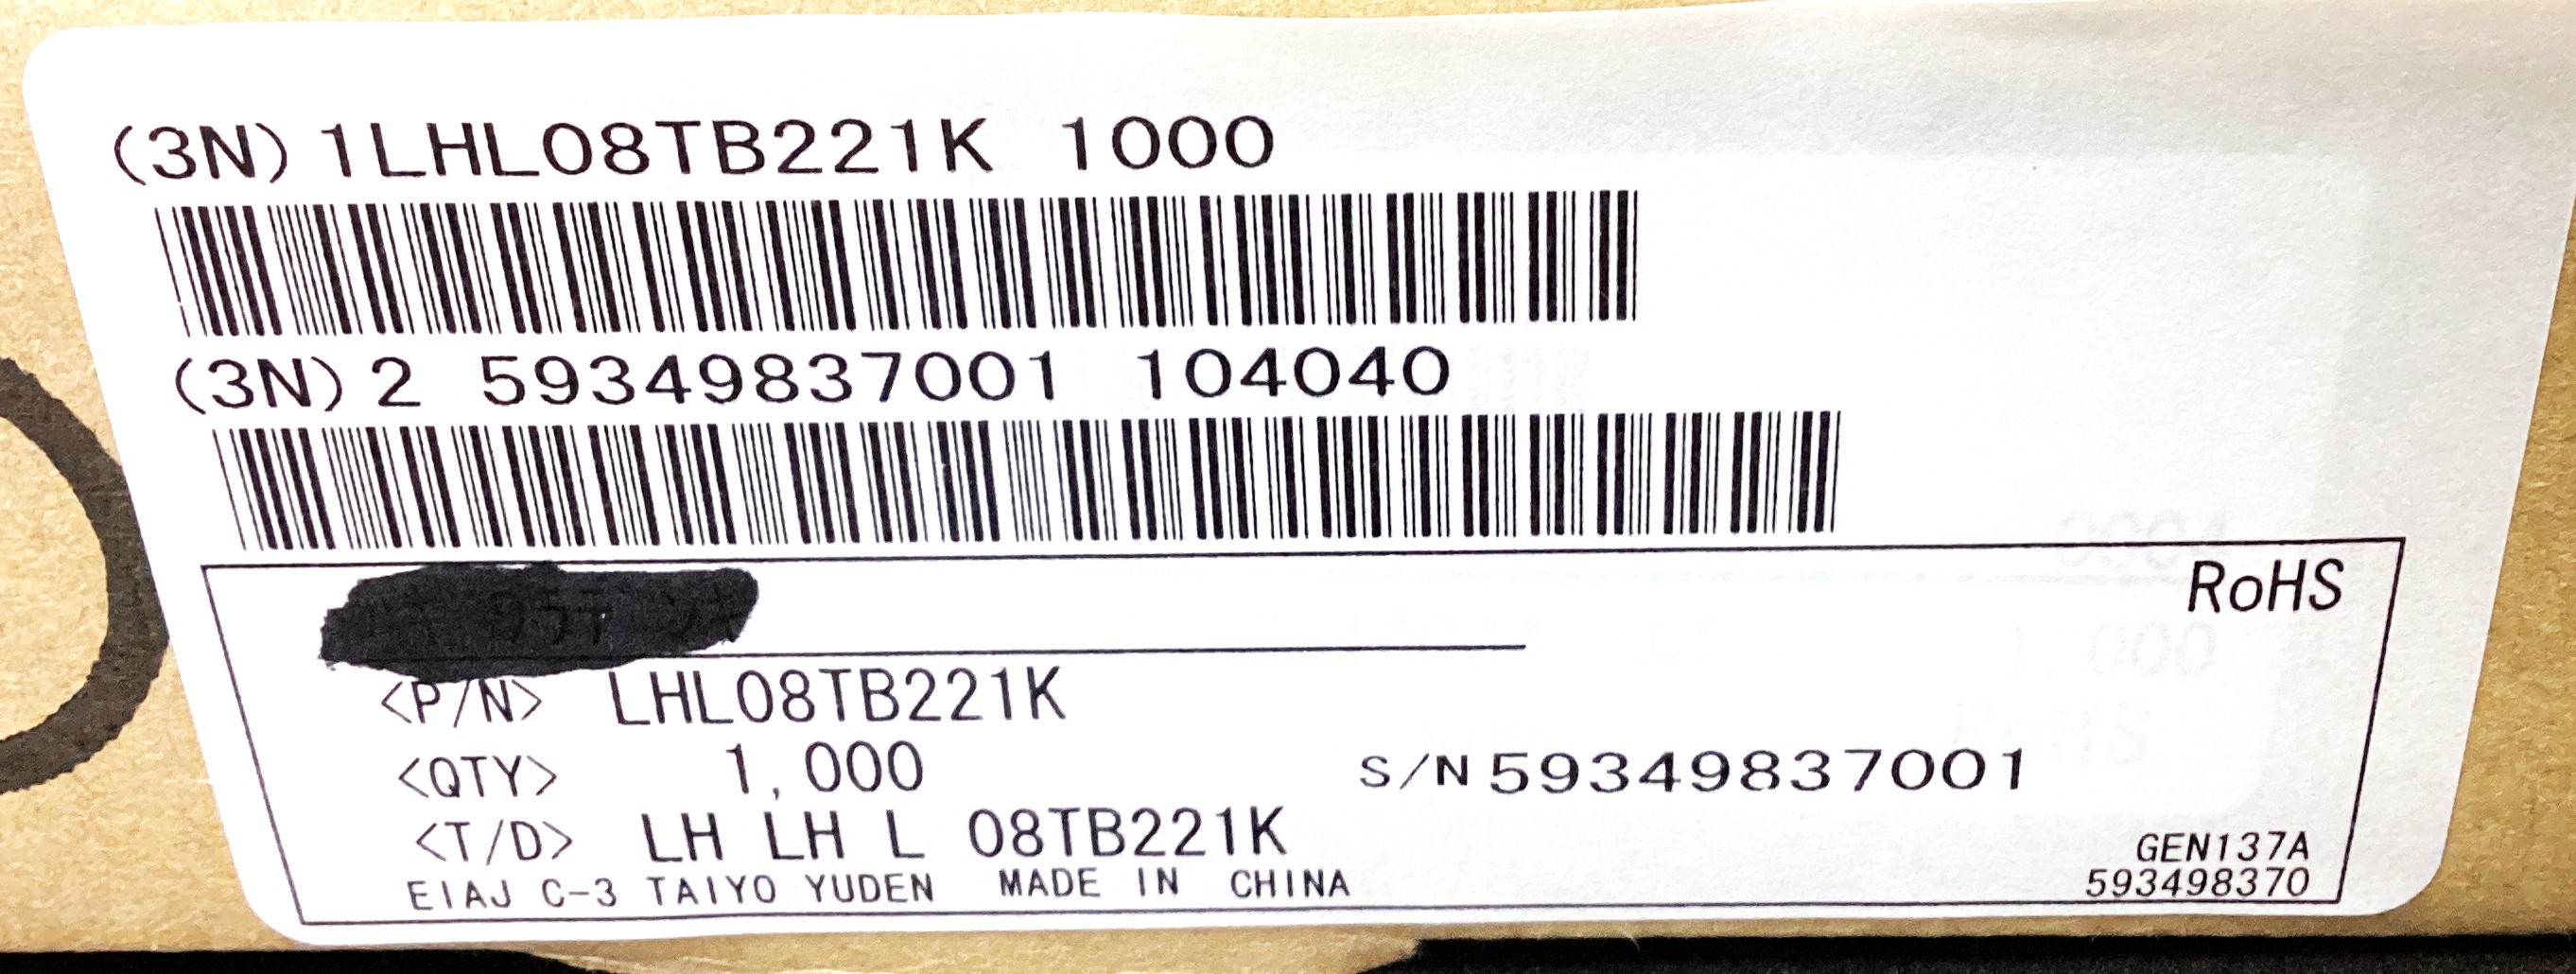 (3N) 1LHL08TB221K 1000
(3N) 2 59349837001 104040
RoHS
<P/N> LHL08TB221K
<QTY> 1,000 S/N 59349837001
<T/D> LH LH L 08TB221K
GEN137A
EIAJ C-3 TAIYO YUDEN MADE IN CHINA 593498370